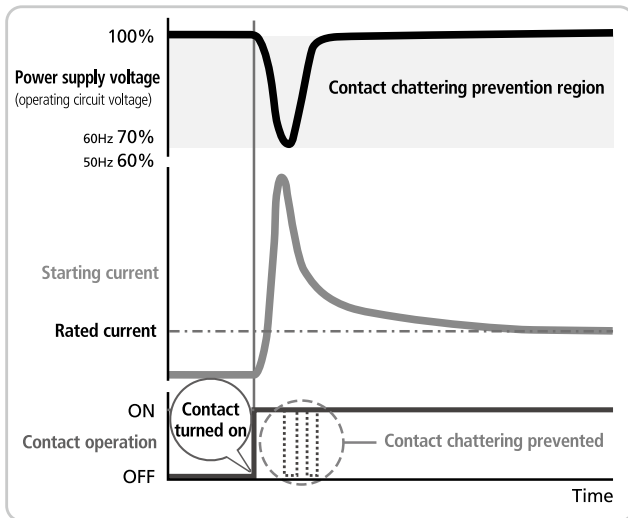 100%
Power supply voltage
(operating circuit voltage)
Contact chattering prevention region
60Hz 70%
50Hz 60%
Starting current
Rated current
ON
Contact
turned on
Contact operation
Contact chattering prevented
OFF
Time